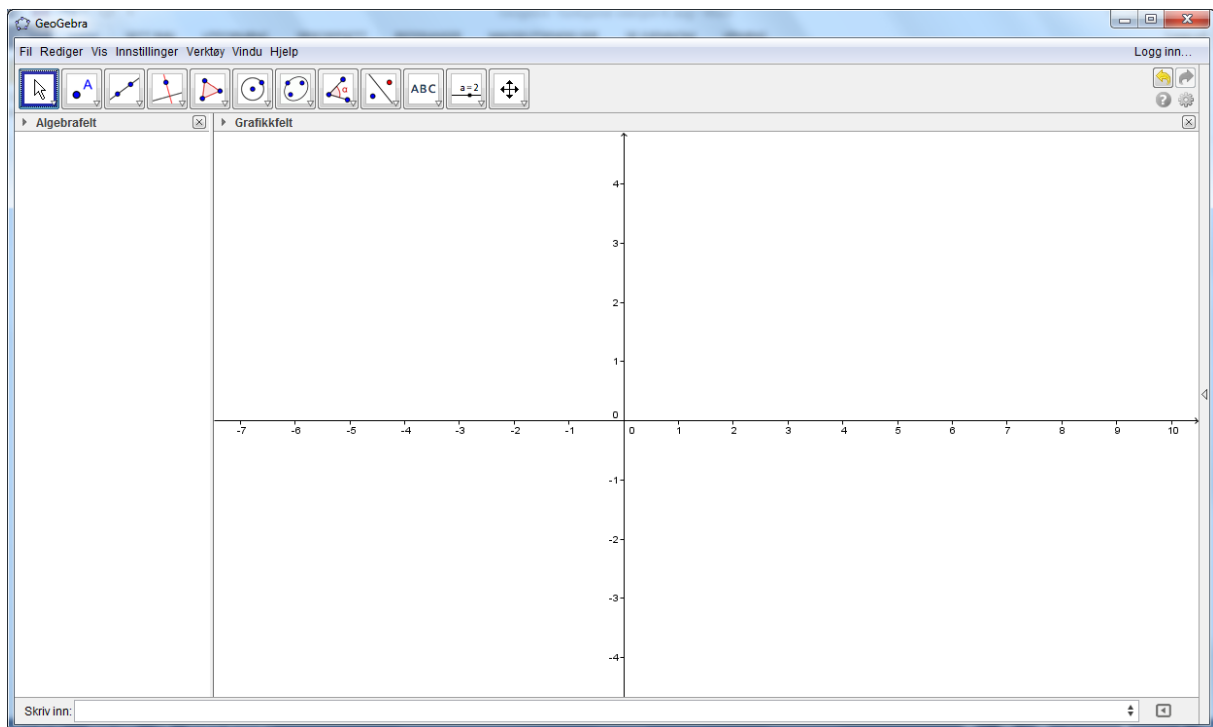 GeoGebra
Fil Rediger Vis Innstillinger Verktøy Vindu Hjelp Logg inn...
A α ABC a=2
Algebrafelt Grafikkfelt
4
3
2
1
0
-7 -6 -5 -4 -3 -2 -1 0 1 2 3 4 5 6 7 8 9 10
-1
-2
-3
-4
Skriv inn: